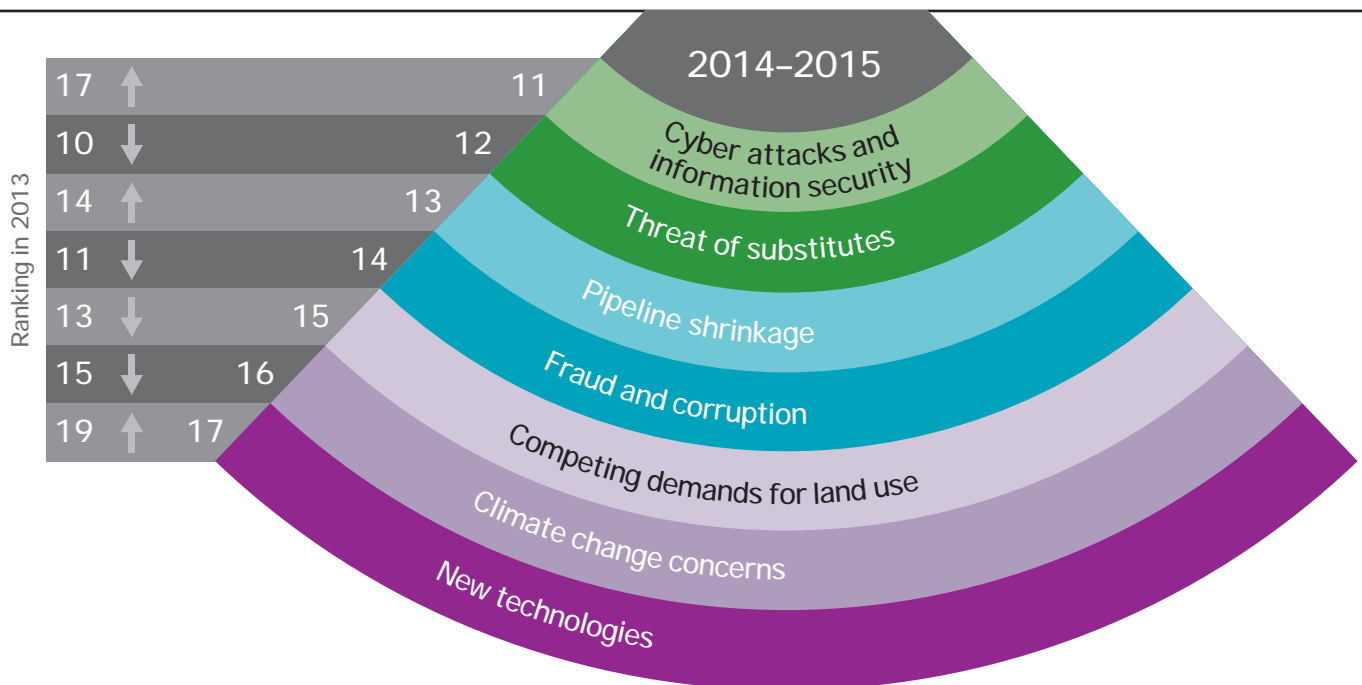 2014–2015
Ranking in 2013
17 11
Cyber attacks and
information security
10 12
Threat of substitutes
14 13
Pipeline shrinkage
11 14
Fraud and corruption
13 15
Competing demands for land use
15 16
Climate change concerns
19 17
New technologies